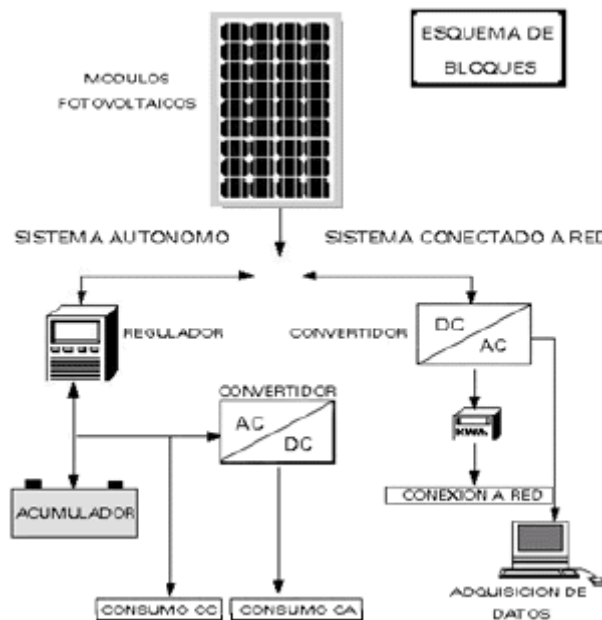 ESQUEMA DE
BLOQUES
MODULOS
FOTOVOLTAICOS
SISTEMA AUTONOMO
SISTEMA CONECTADO A RED
REGULADOR
CONVERTIDOR
DC
AC
CONVERTIDOR
AC
DC
KWh
ACUMULADOR
CONEXION A RED
CONSUMO CC
CONSUMO CA
ADQUISICION DE
DATOS